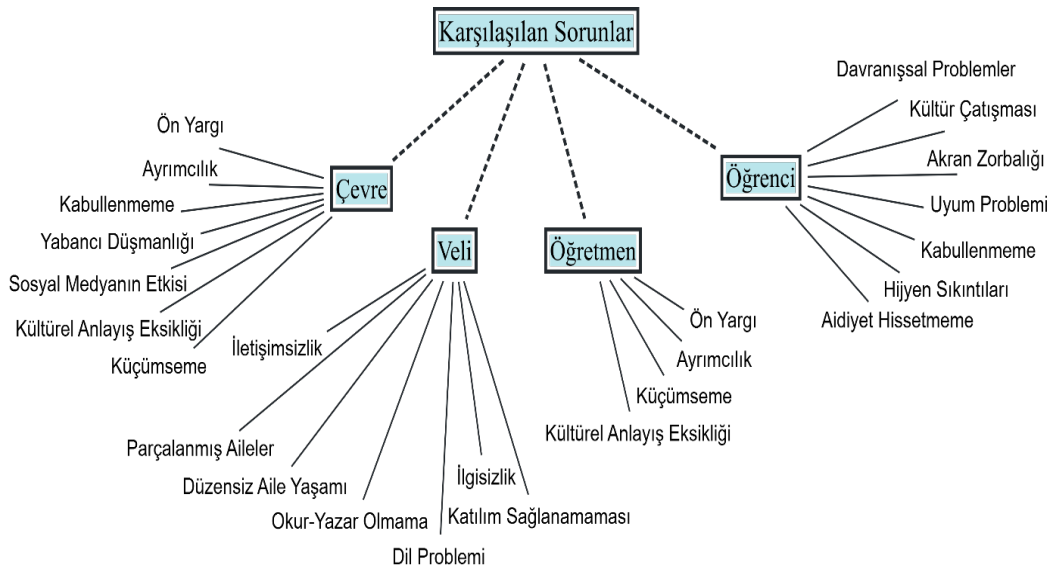 Karşılaşılan Sorunlar
Çevre
Ön Yargı
Ayrımcılık
Kabullenmeme
Yabancı Düşmanlığı
Sosyal Medyanın Etkisi
Kültürel Anlayış Eksikliği
Küçümseme
Veli
İletişimsizlik
Parçalanmış Aileler
Düzensiz Aile Yaşamı
Okur-Yazar Olmama
Dil Problemi
İlgisizlik
Katılım Sağlanamaması
Öğretmen
Ön Yargı
Ayrımcılık
Küçümseme
Kültürel Anlayış Eksikliği
Öğrenci
Davranışsal Problemler
Kültür Çatışması
Akran Zorbalığı
Uyum Problemi
Kabullenmeme
Hijyen Sıkıntıları
Aidiyet Hissetmeme